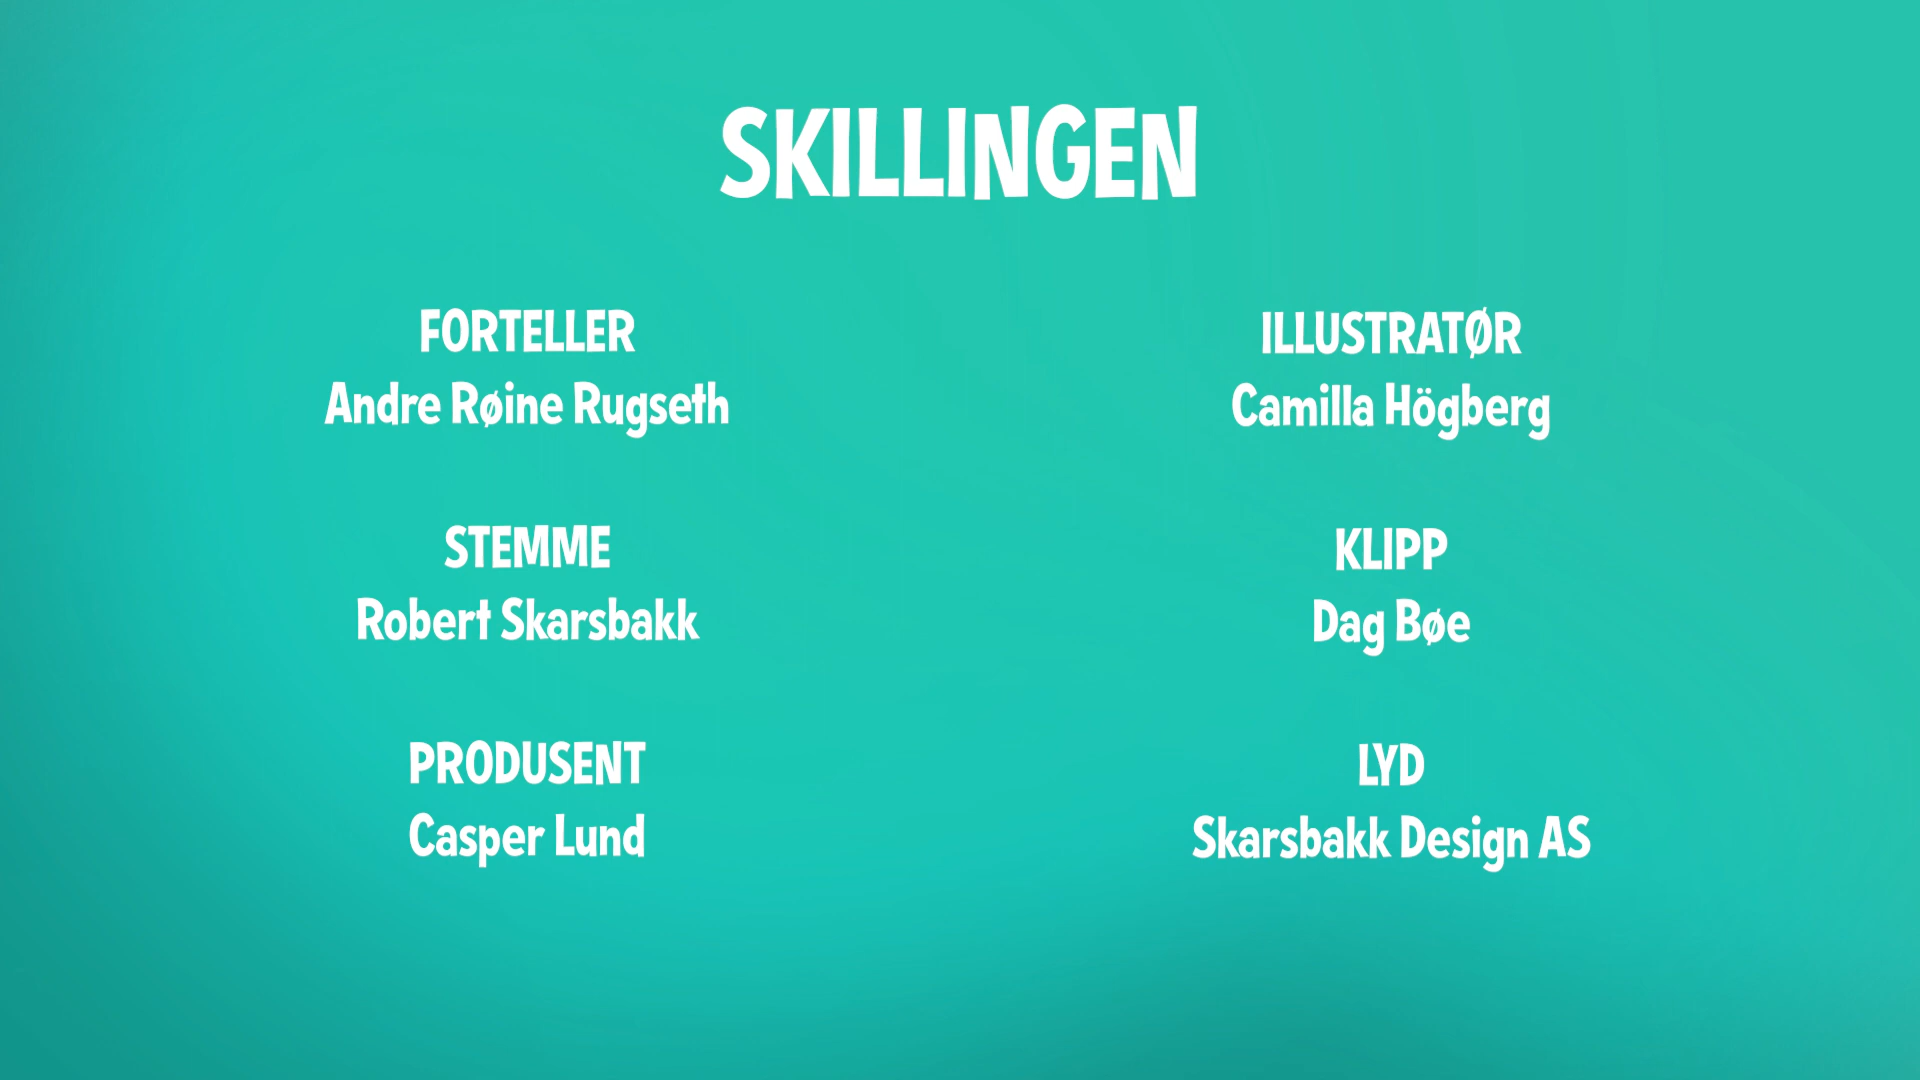 SKILLINGEN
FORTELLER
Andre Røine Rugseth
STEMME
Robert Skarsbakk
PRODUSENT
Casper Lund
ILLUSTRATØR
Camilla Högberg
KLIPP
Dag Bøe
LYD
Skarsbakk Design AS